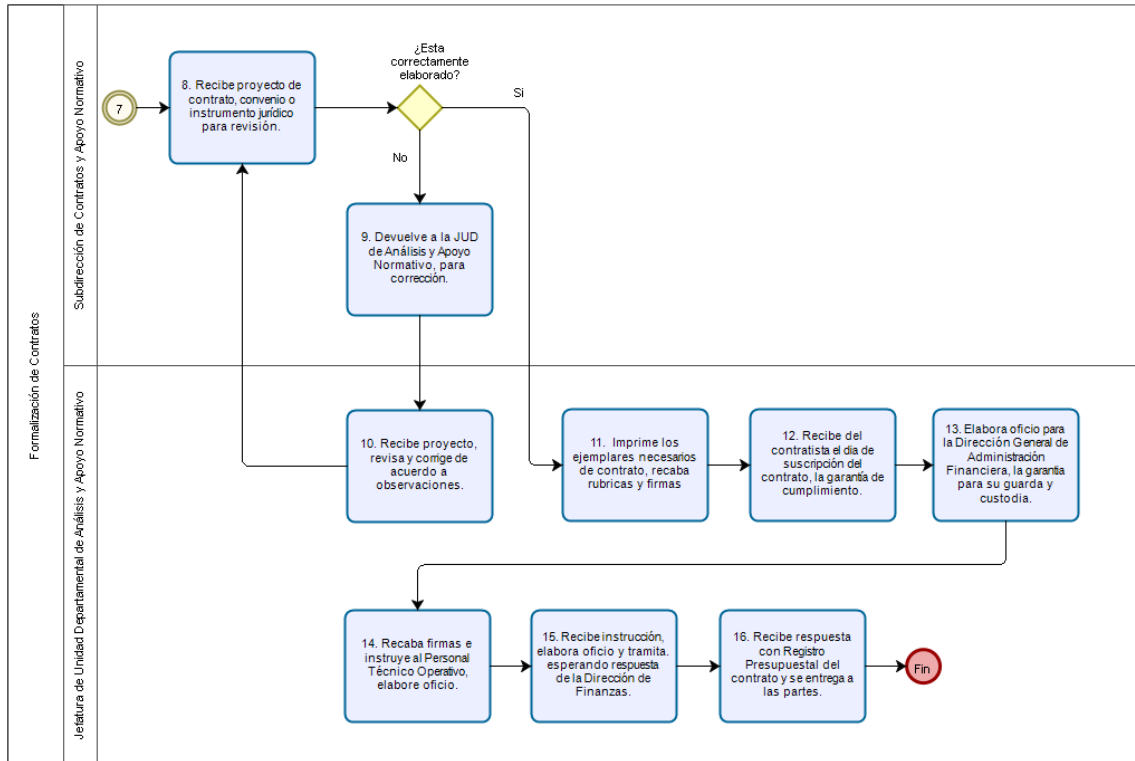 Formalización de Contratos
Subdirección de Contratos y Apoyo Normativo
7
8. Recibe proyecto de
contrato, convenio o
instrumento jurídico
para revisión.
¿Esta
correctamente
elaborado?
Si
No
9. Devuelve a la JUD
de Análisis y Apoyo
Normativo, para
corrección.
Jefatura de Unidad Departamental de Análisis y Apoyo Normativo
10. Recibe proyecto,
revisa y corrige de
acuerdo a
observaciones.
11. Imprime los
ejemplares necesarios
de contrato, recaba
rubricas y firmas
12. Recibe del
contratista el dia de
suscripción del
contrato, la garantía de
cumplimiento.
13. Elabora oficio para
la Dirección General de
Administración
Financiera, la garantia
para su guarda y
custodia.
14. Recaba firmas e
instruye al Personal
Técnico Operativo,
elabore oficio.
15. Recibe instrucción,
elabora oficio y tramita.
esperando respuesta
de la Dirección de
Finanzas.
16. Recibe respuesta
con Registro
Presupuestal del
contrato y se entrega a
las partes.
Fin